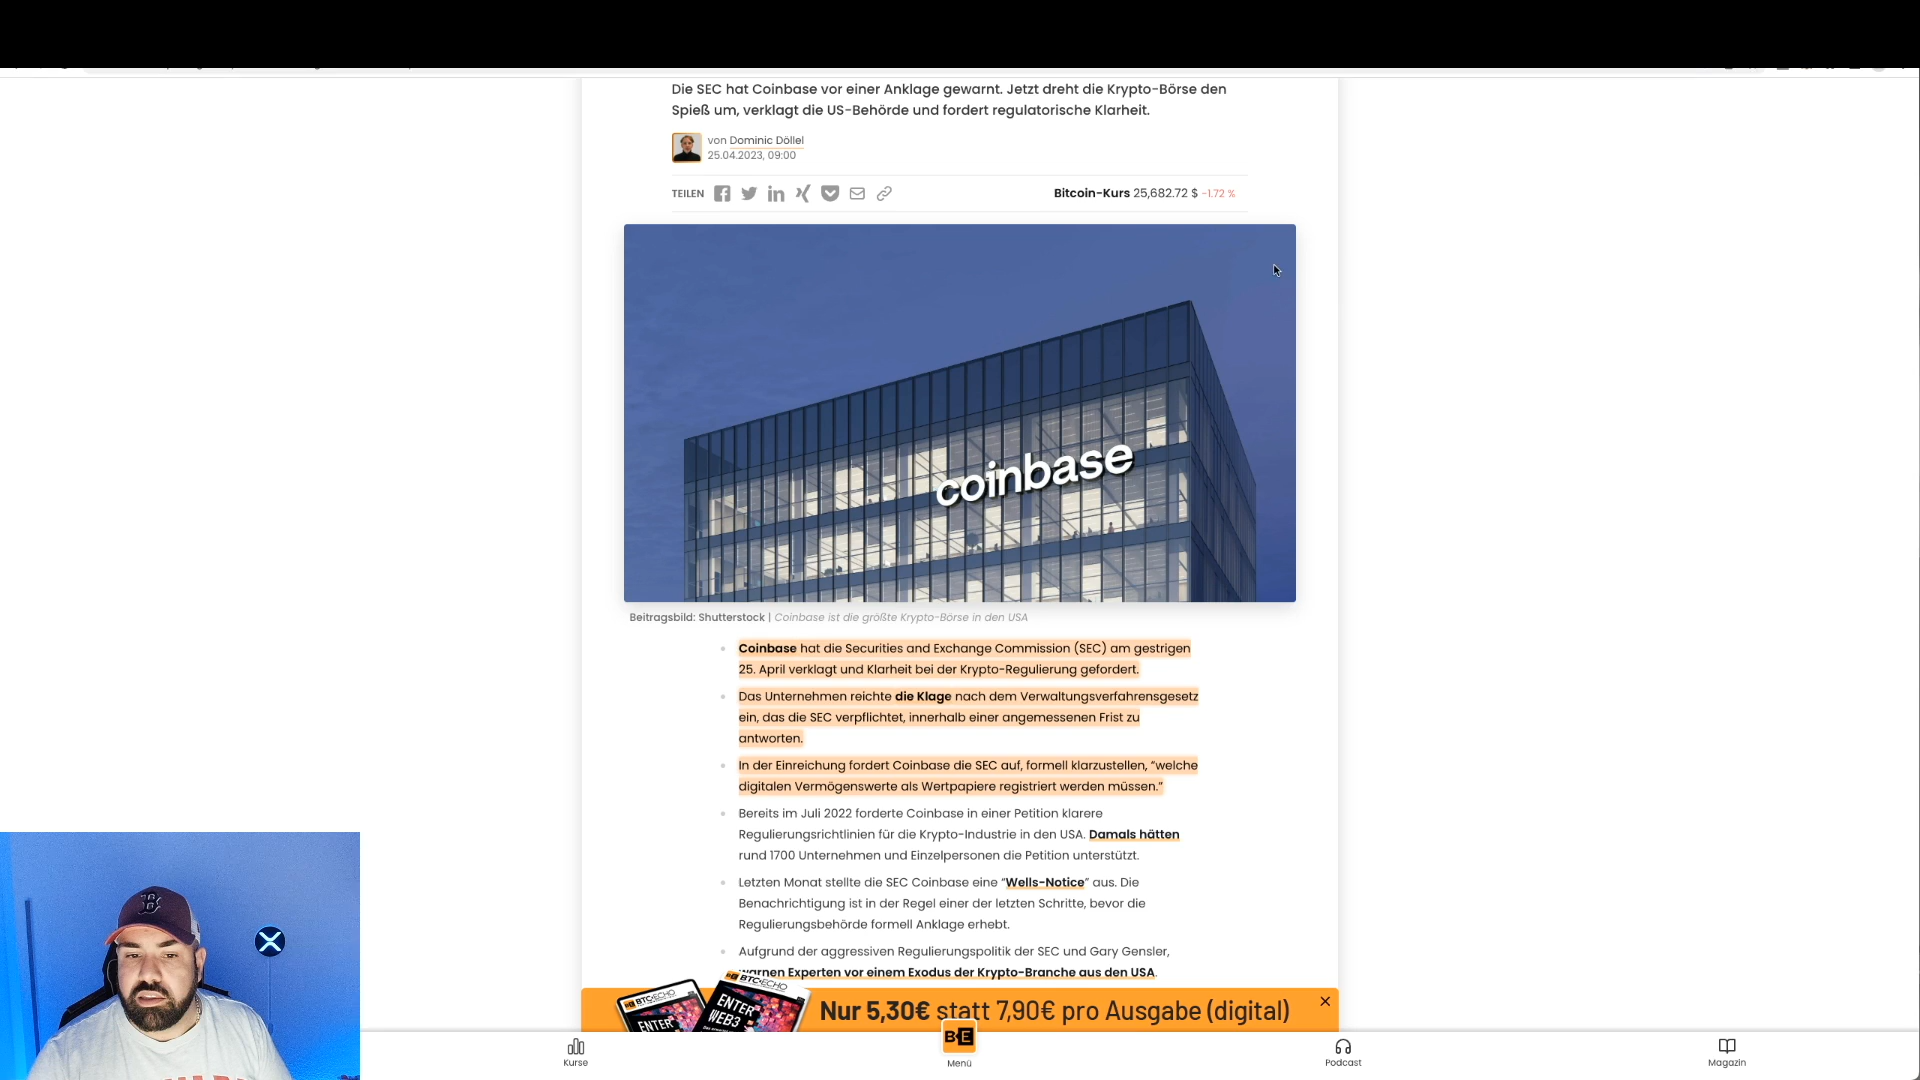 Die SEC hat Coinbase vor einer Anklage gewarnt. Jetzt dreht die Krypto-Börse den
Spieß um, verklagt die US-Behörde und fordert regulatorische Klarheit.
von Dominic Döllel
25.04.2023, 09:00
TEILEN
Bitcoin-Kurs 25,682.72 $ -1.72 %
coinbase
Beitragsbild: Shutterstock | Coinbase ist die größte Krypto-Börse in den USA
Coinbase hat die Securities and Exchange Commission (SEC) am gestrigen
25. April verklagt und Klarheit bei der Krypto-Regulierung gefordert.
Das Unternehmen reichte die Klage nach dem Verwaltungsverfahrensgesetz
ein, das die SEC verpflichtet, innerhalb einer angemessenen Frist zu
antworten.
In der Einreichung fordert Coinbase die SEC auf, formell klarzustellen, “welche
digitalen Vermögenswerte als Wertpapiere registriert werden müssen.”
Bereits im Juli 2022 forderte Coinbase in einer Petition klarere
Regulierungsrichtlinien für die Krypto-Industrie in den USA. Damals hätten
rund 1700 Unternehmen und Einzelpersonen die Petition unterstützt.
Letzten Monat stellte die SEC Coinbase eine “Wells-Notice” aus. Die
Benachrichtigung ist in der Regel einer der letzten Schritte, bevor die
Regulierungsbehörde formell Anklage erhebt.
Aufgrund der aggressiven Regulierungspolitik der SEC und Gary Gensler,
warnen Experten vor einem Exodus der Krypto-Branche aus den USA.
BTC-ECHO
ENTER
BTC-ECHO
ENTER
WEB3
Nur 5,30€ statt 7,90€ pro Ausgabe (digital)
B
Kurse
B·E
Menü
Podcast
Magazin